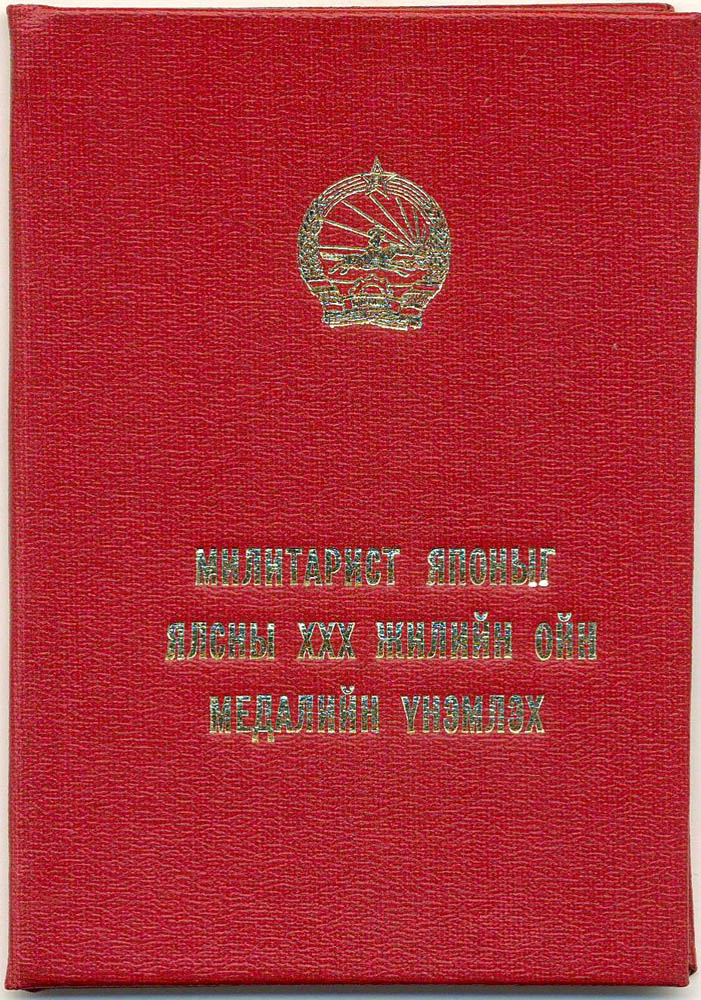 МИЛИТАРИСТ ЯПОНЫГ
ЯЛСНЫ XXX ЖИЛИЙН ОЙН
МЕДАЛИЙН ҮНЭМЛЭХ